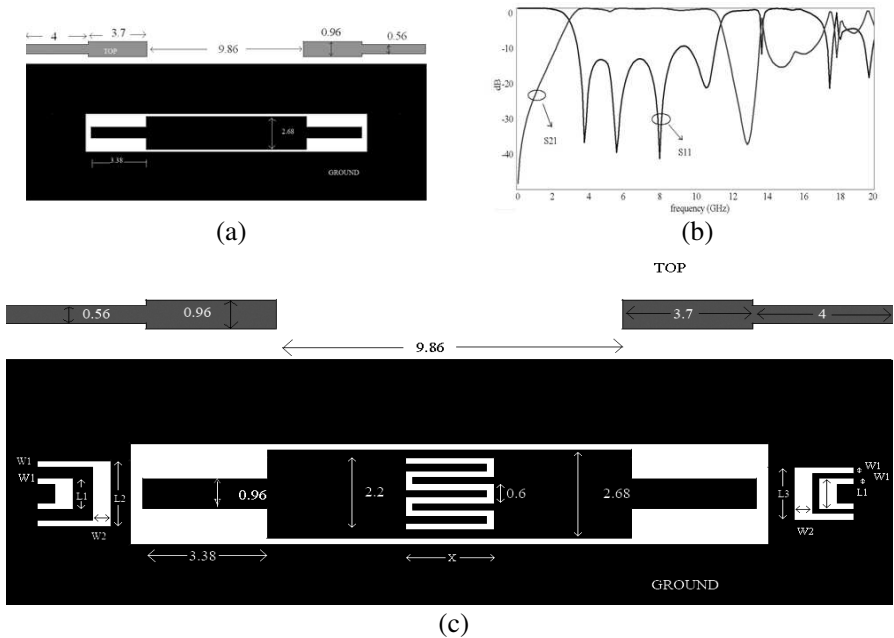 4
3.7
0.96
0.56
TOP
9.86
2.68
3.38
GROUND
(a)
0
-10
-20
-30
-40
dB
S21
S11
0 2 4 6 8 10 12 14 16 18 20
frequency (GHz)
(b)
TOP
0.56
0.96
3.7
4
9.86
W1
W1
L1
L2
W2
0.96
2.2
0.6
2.68
L3
W1
W1
L1
W2
3.38
X
GROUND
(c)